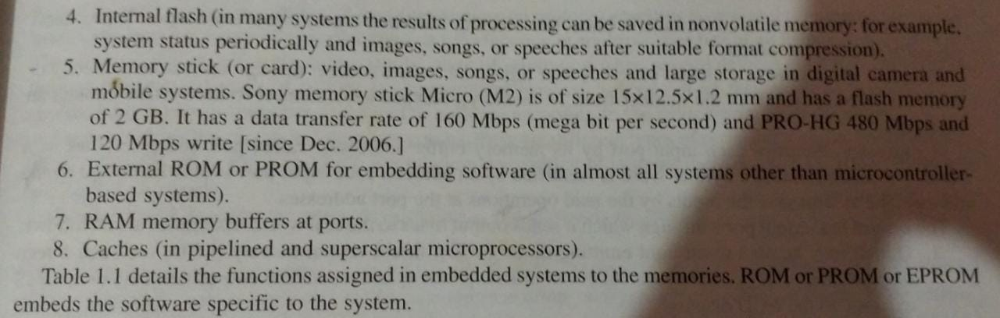 4. Internal flash (in many systems the results of processing can be saved in nonvolatile memory: for example,
system status periodically and images, songs, or speeches after suitable format compression).
5. Memory stick (or card): video, images, songs, or speeches and large storage in digital camera and
mobile systems. Sony memory stick Micro (M2) is of size 15×12.5×1.2 mm and has a flash memory
of 2 GB. It has a data transfer rate of 160 Mbps (mega bit per second) and PRO-HG 480 Mbps and
120 Mbps write [since Dec. 2006.]
6. External ROM or PROM for embedding software (in almost all systems other than microcontroller-
based systems).
7. RAM memory buffers at ports.
8. Caches (in pipelined and superscalar microprocessors).
Table 1.1 details the functions assigned in embedded systems to the memories. ROM or PROM or EPROM
embeds the software specific to the system.